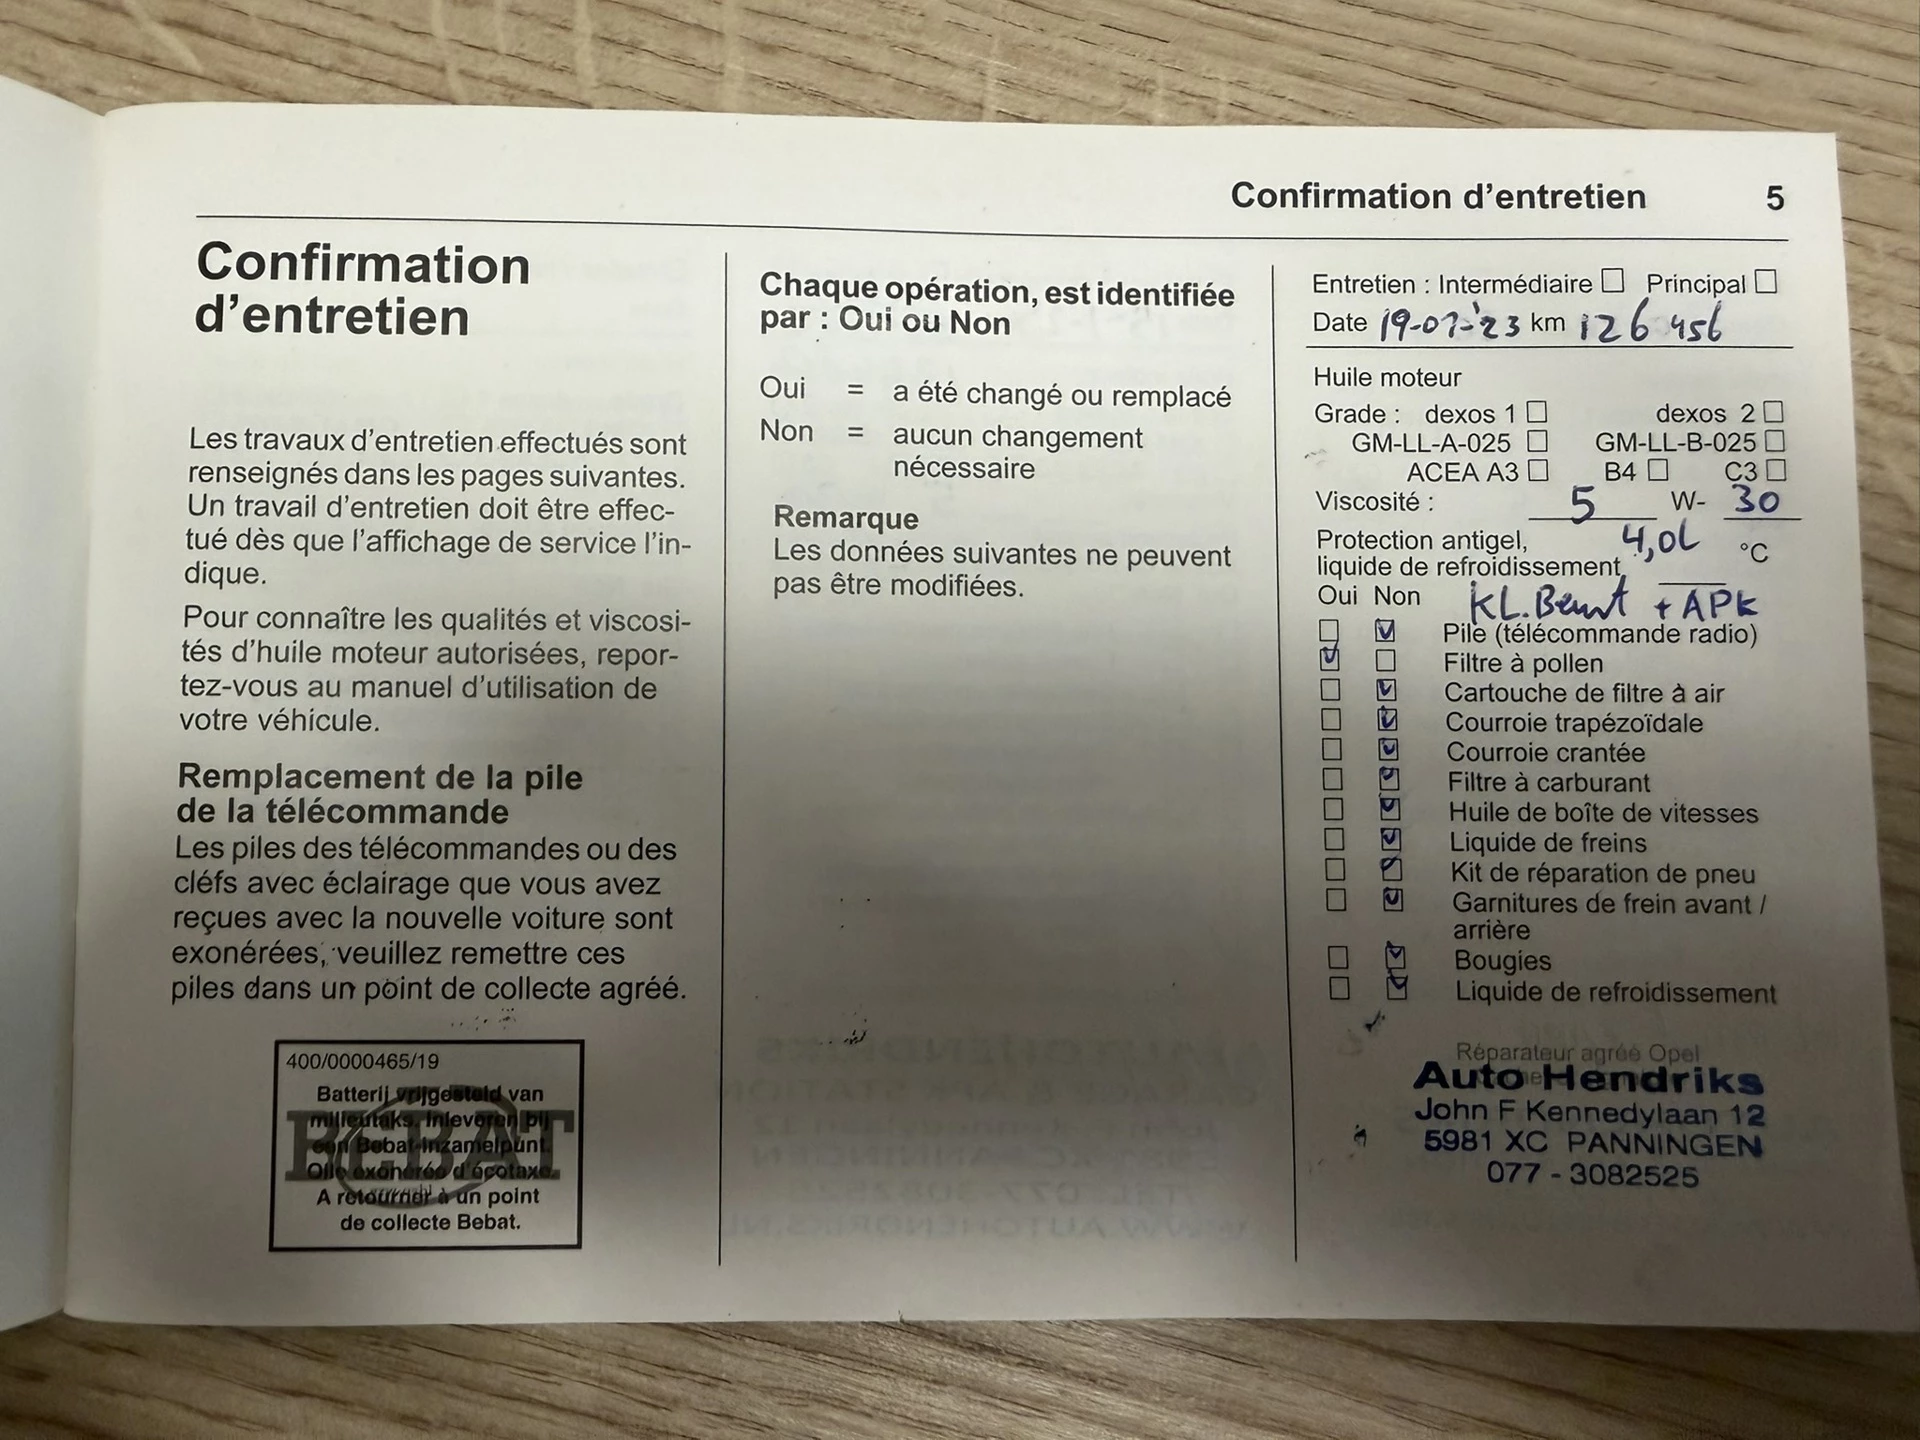 Confirmation d'entretien 5
Confirmation
d'entretien
Les travaux d'entretien effectués sont
renseignés dans les pages suivantes.
Un travail d'entretien doit être effec-
tué dès que l'affichage de service l'in-
dique.
Pour connaître les qualités et viscosi-
tés d'huile moteur autorisées, repor-
tez-vous au manuel d'utilisation de
votre véhicule.
Remplacement de la pile
de la télécommande
Les piles des télécommandes ou des
cléfs avec éclairage que vous avez
reçues avec la nouvelle voiture sont
exonérées, veuillez remettre ces
piles dans un point de collecte agréé.
400/0000465/19
BEBAT
Batterij vrijgesteld van
milieutaks. Inleveren bij
een Bebat-Inzamelpunt.
Pile exonérée d'écotaxe.
A retourner à un point
de collecte Bebat.
Chaque opération, est identifiée
par : Oui ou Non
Oui = a été changé ou remplacé
Non = aucun changement
nécessaire
Remarque
Les données suivantes ne peuvent
pas être modifiées.
Entretien : Intermédiaire Principal
Date 19-07-'23 km 126 456
Huile moteur
Grade : dexos 1 dexos 2
GM-LL-A-025 GM-LL-B-025
ACEA A3 B4 C3
Viscosité : 5 W- 30
Protection antigel, 4,0L °C
liquide de refroidissement
Oui Non KL. Beurt + APK
Pile (télécommande radio)
Filtre à pollen
Cartouche de filtre à air
Courroie trapézoïdale
Courroie crantée
Filtre à carburant
Huile de boîte de vitesses
Liquide de freins
Kit de réparation de pneu
Garnitures de frein avant /
arrière
Bougies
Liquide de refroidissement
Réparateur agréé Opel
Auto Hendriks
John F Kennedylaan 12
5981 XC PANNINGEN
077 - 3082525